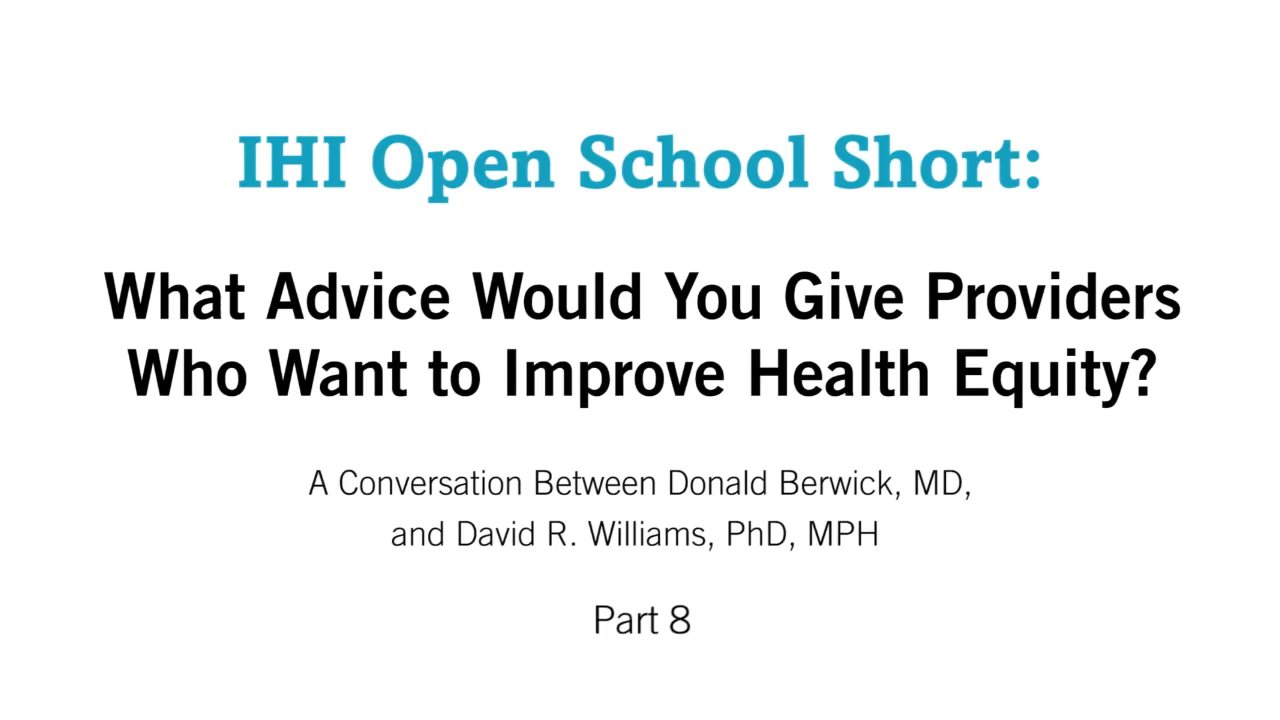 IHI Open School Short:
What Advice Would You Give Providers
Who Want to Improve Health Equity?
A Conversation Between Donald Berwick, MD,
and David R. Williams, PhD, MPH
Part 8